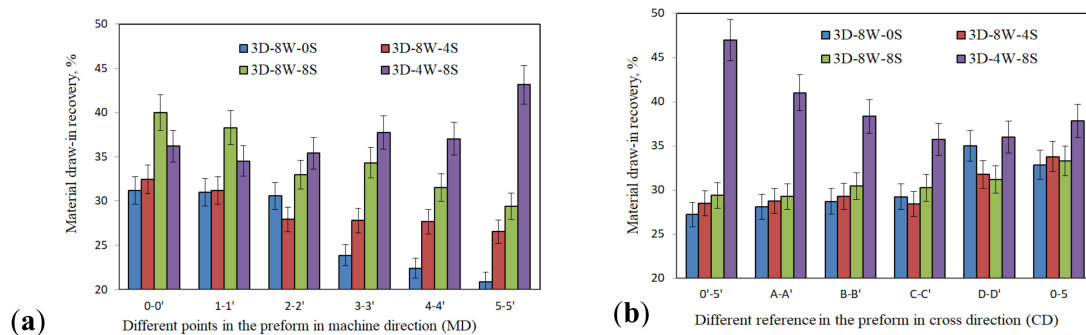 50
45
40
35
30
25
20
Material draw-in recovery, %
3D-8W-0S
3D-8W-4S
3D-8W-8S
3D-4W-8S
0-0' 1-1' 2-2' 3-3' 4-4' 5-5'
Different points in the preform in machine direction (MD)
(a)
50
45
40
35
30
25
20
Material draw-in recovery, %
3D-8W-0S
3D-8W-4S
3D-8W-8S
3D-4W-8S
0'-5' A-A' B-B' C-C' D-D' 0-5
Different reference in the preform in cross direction (CD)
(b)